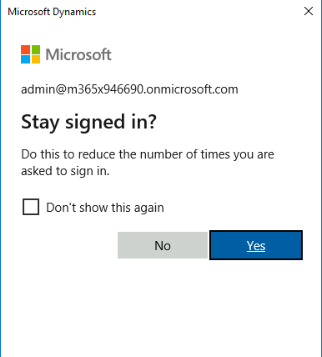 Microsoft Dynamics
Microsoft
admin@m365x946690.onmicrosoft.com
Stay signed in?
Do this to reduce the number of times you are
asked to sign in.
Don't show this again
No Yes